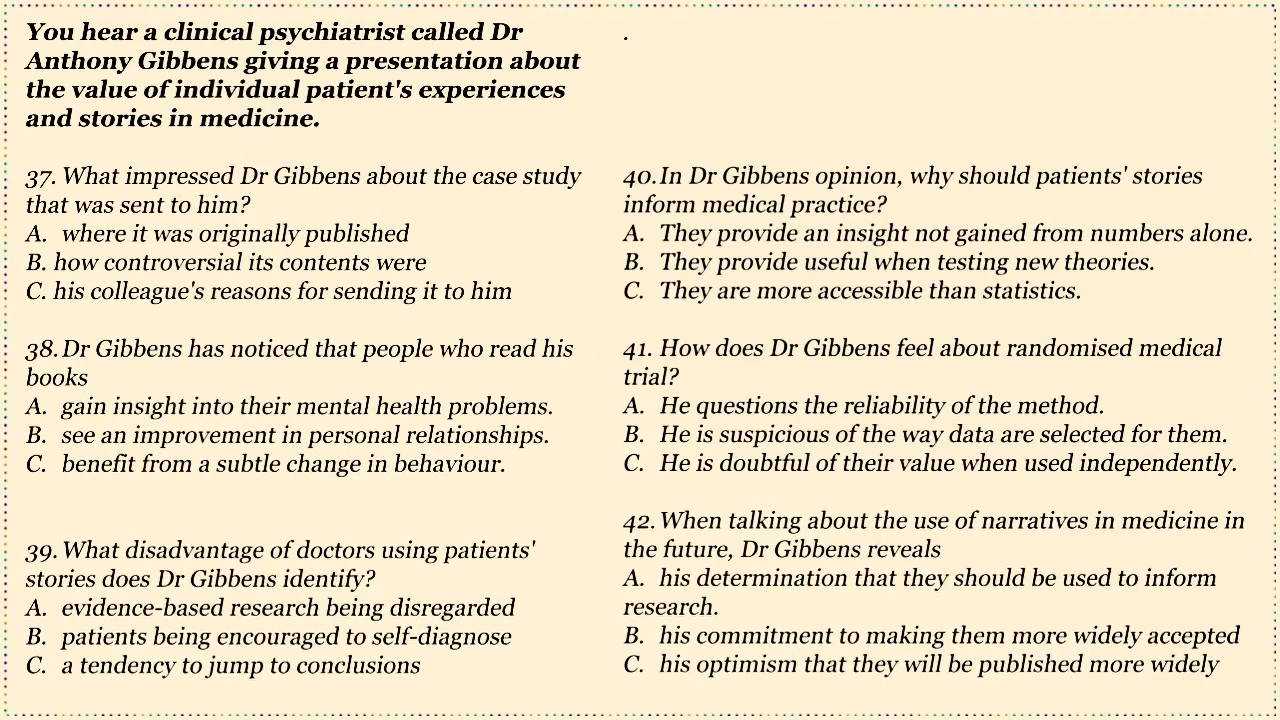 You hear a clinical psychiatrist called Dr
Anthony Gibbens giving a presentation about
the value of individual patient's experiences
and stories in medicine.
37. What impressed Dr Gibbens about the case study
that was sent to him?
A. where it was originally published
B. how controversial its contents were
C. his colleague's reasons for sending it to him
38. Dr Gibbens has noticed that people who read his
books
A. gain insight into their mental health problems.
B. see an improvement in personal relationships.
C. benefit from a subtle change in behaviour.
39. What disadvantage of doctors using patients'
stories does Dr Gibbens identify?
A. evidence-based research being disregarded
B. patients being encouraged to self-diagnose
C. a tendency to jump to conclusions
.
40. In Dr Gibbens opinion, why should patients' stories
inform medical practice?
A. They provide an insight not gained from numbers alone.
B. They provide useful when testing new theories.
C. They are more accessible than statistics.
41. How does Dr Gibbens feel about randomised medical
trial?
A. He questions the reliability of the method.
B. He is suspicious of the way data are selected for them.
C. He is doubtful of their value when used independently.
42. When talking about the use of narratives in medicine in
the future, Dr Gibbens reveals
A. his determination that they should be used to inform
research.
B. his commitment to making them more widely accepted
C. his optimism that they will be published more widely